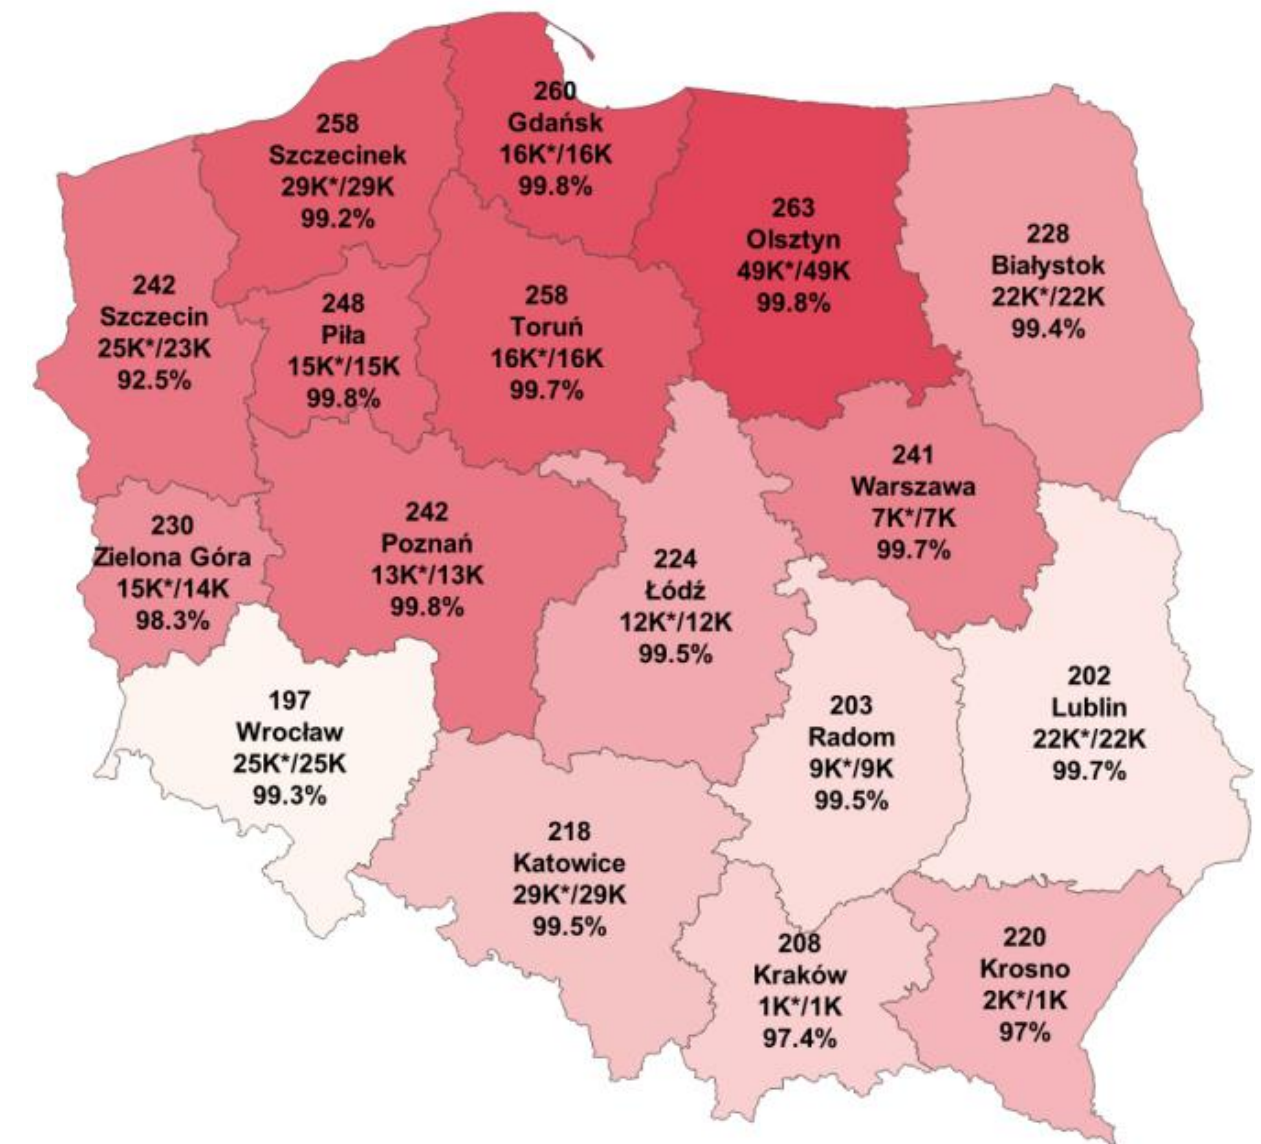 260
Gdańsk
16K*/16K
99.8%
258
Szczecinek
29K*/29K
99.2%
263
Olsztyn
49K*/49K
99.8%
228
Białystok
22K*/22K
99.4%
242
Szczecin
25K*/23K
92.5%
248
Piła
15K*/15K
99.8%
258
Toruń
16K*/16K
99.7%
241
Warszawa
7K*/7K
99.7%
230
Zielona Góra
15K*/14K
98.3%
242
Poznań
13K*/13K
99.8%
224
Łódź
12K*/12K
99.5%
197
Wrocław
25K*/25K
99.3%
203
Radom
9K*/9K
99.5%
202
Lublin
22K*/22K
99.7%
218
Katowice
29K*/29K
99.5%
208
Kraków
1K*/1K
97.4%
220
Krosno
2K*/1K
97%